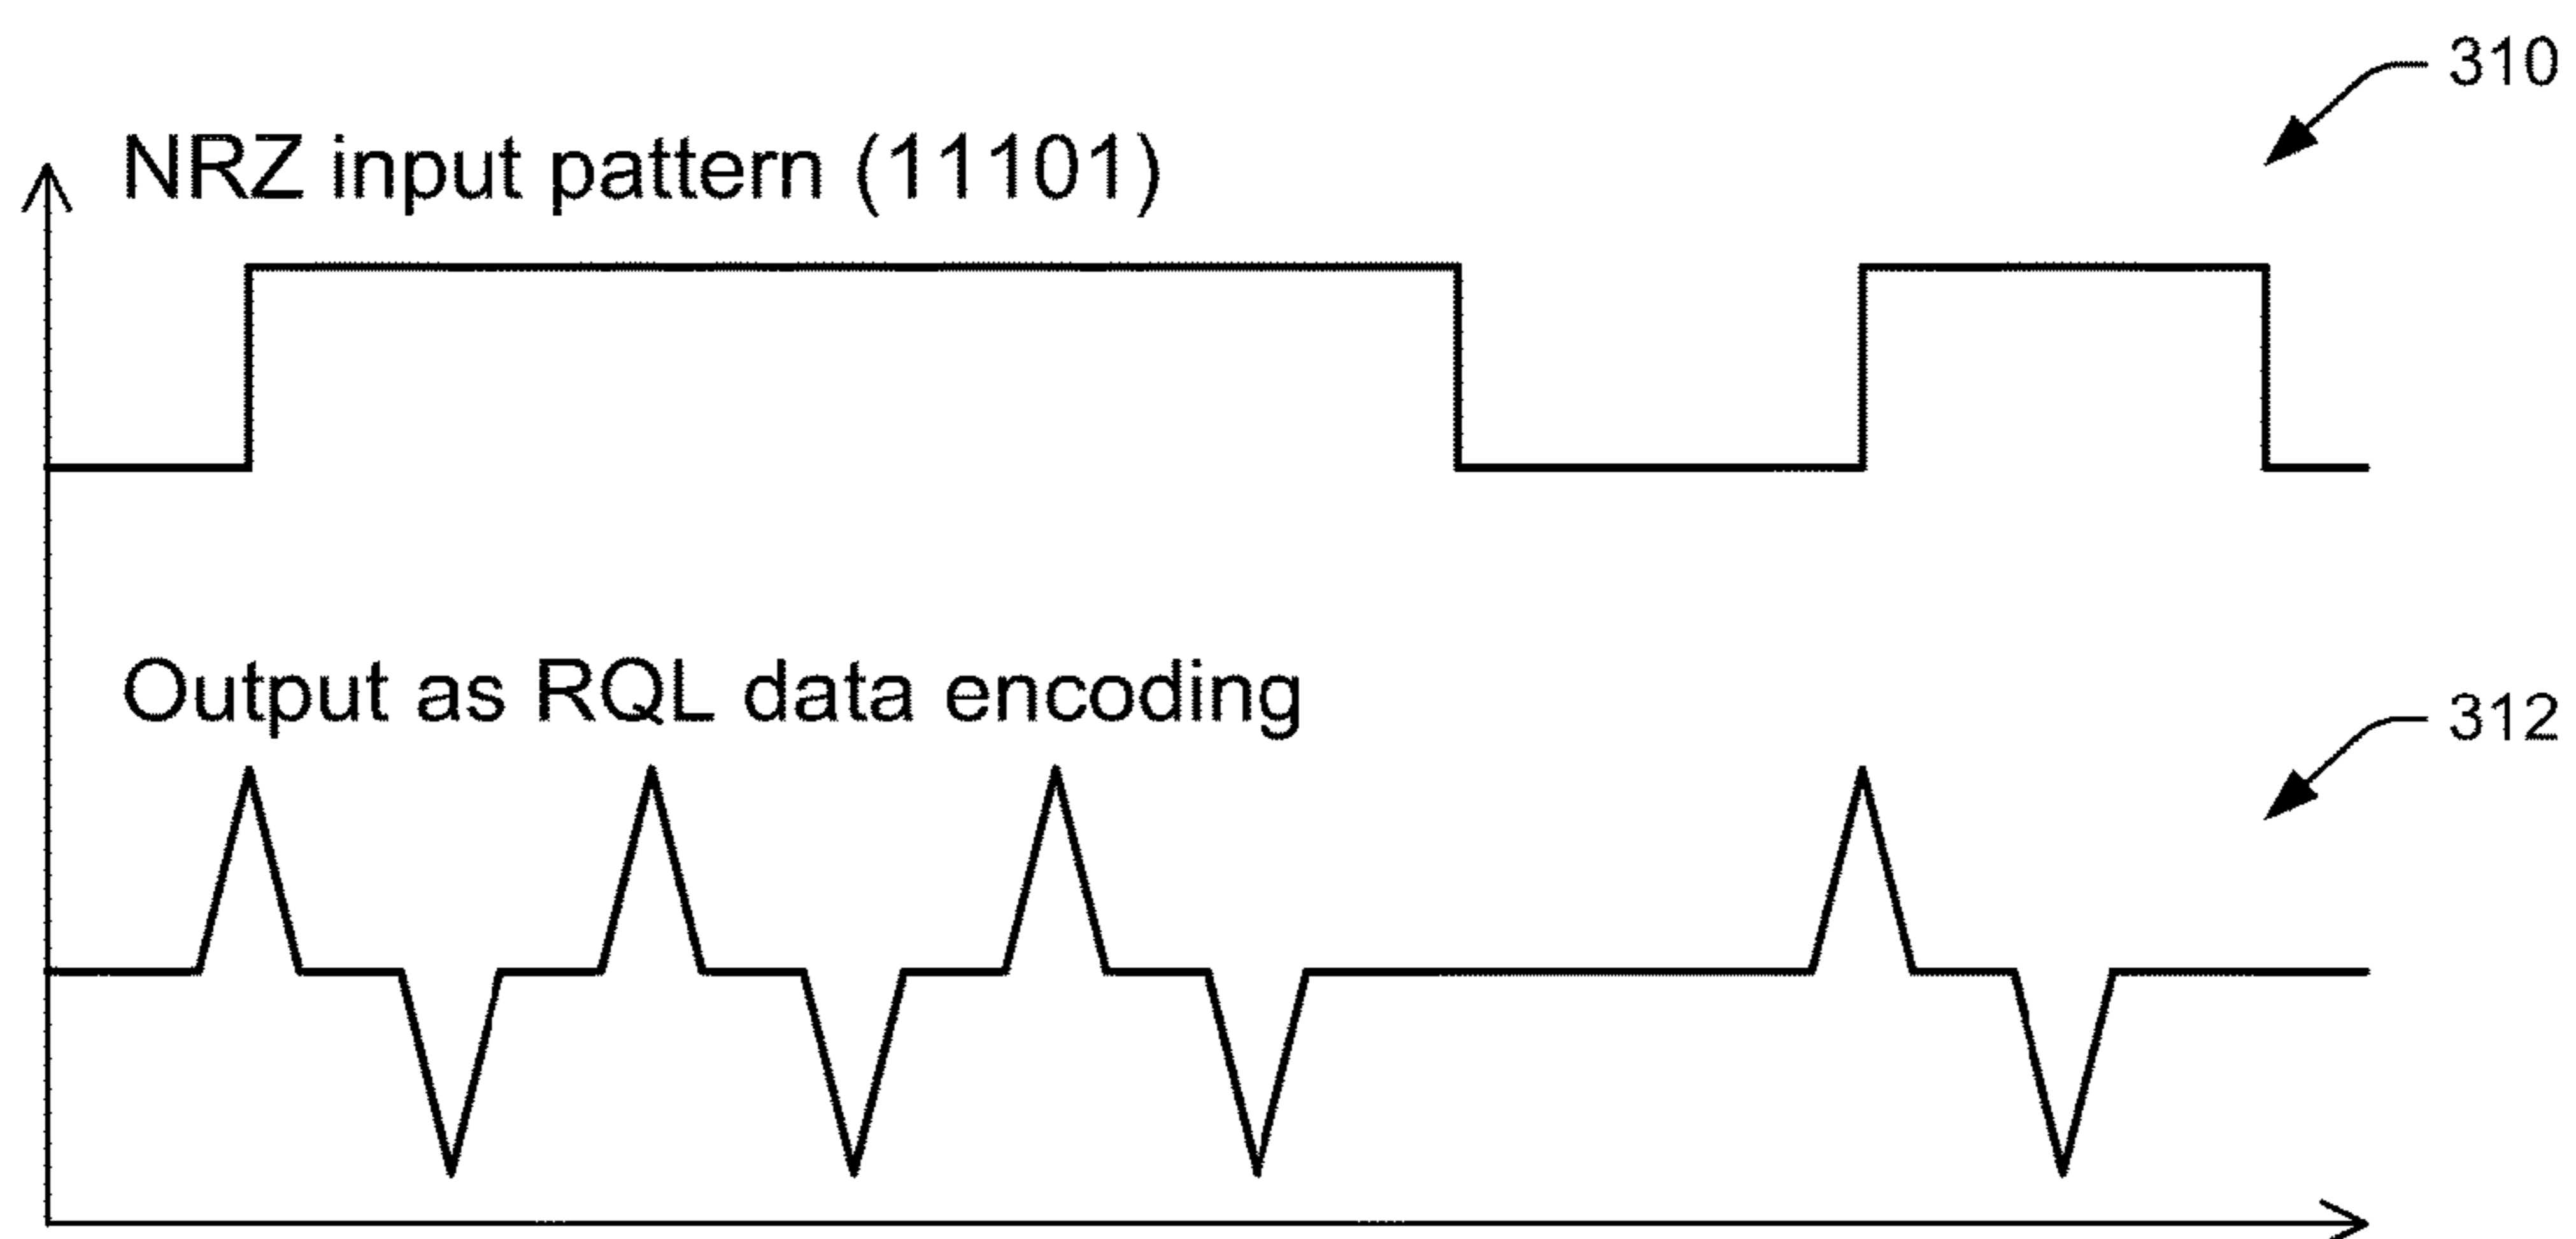 310
NRZ input pattern (11101)
Output as RQL data encoding
312